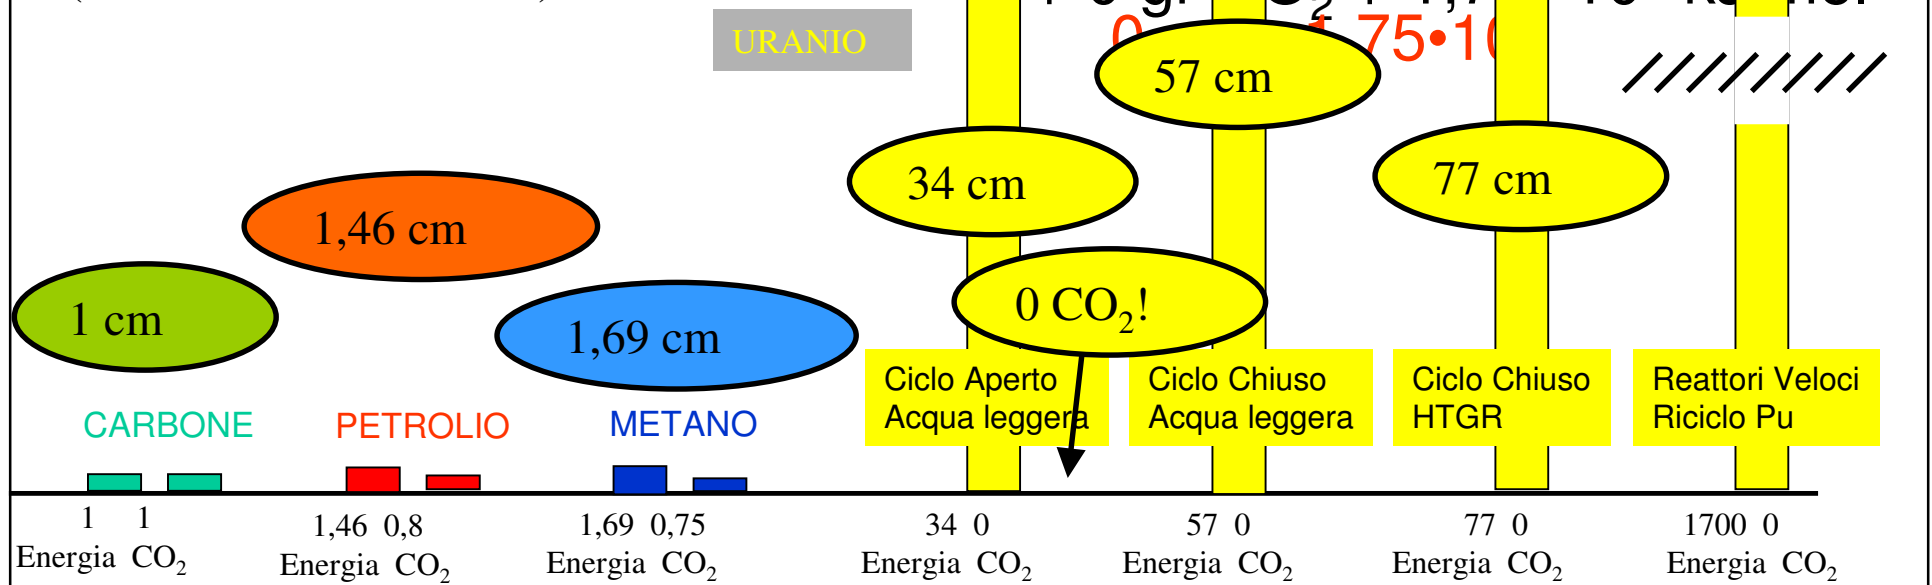 URANIO
57 cm
34 cm
77 cm
1,46 cm
0 CO₂!
1 cm
1,69 cm
Ciclo Aperto
Acqua leggera
Ciclo Chiuso
Acqua leggera
Ciclo Chiuso
HTGR
Reattori Veloci
Riciclo Pu
CARBONE
PETROLIO
METANO
1 1
Energia CO₂
1,46 0,8
Energia CO₂
1,69 0,75
Energia CO₂
34 0
Energia CO₂
57 0
Energia CO₂
77 0
Energia CO₂
1700 0
Energia CO₂